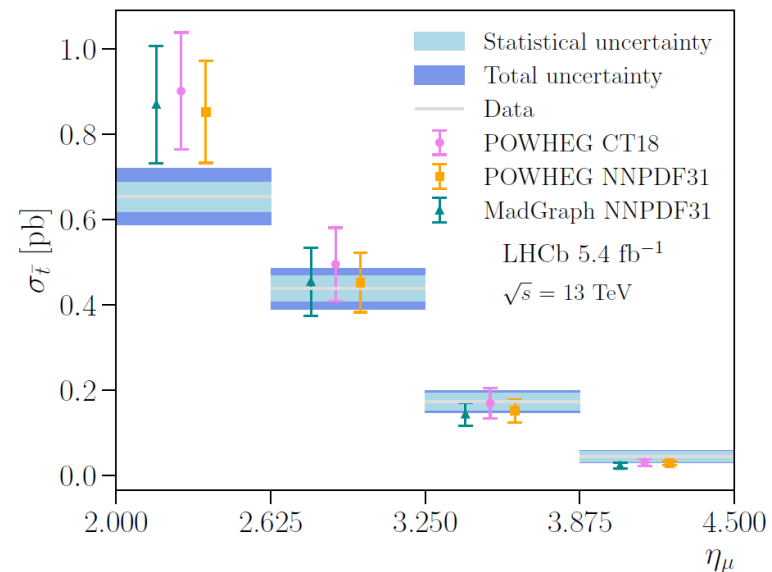 1.0
0.8
0.6
0.4
0.2
0.0
σ_t̄ [pb]
Statistical uncertainty
Total uncertainty
Data
POWHEG CT18
POWHEG NNPDF31
MadGraph NNPDF31
LHCb 5.4 fb⁻¹
√s = 13 TeV
2.000 2.625 3.250 3.875 4.500
η_μ